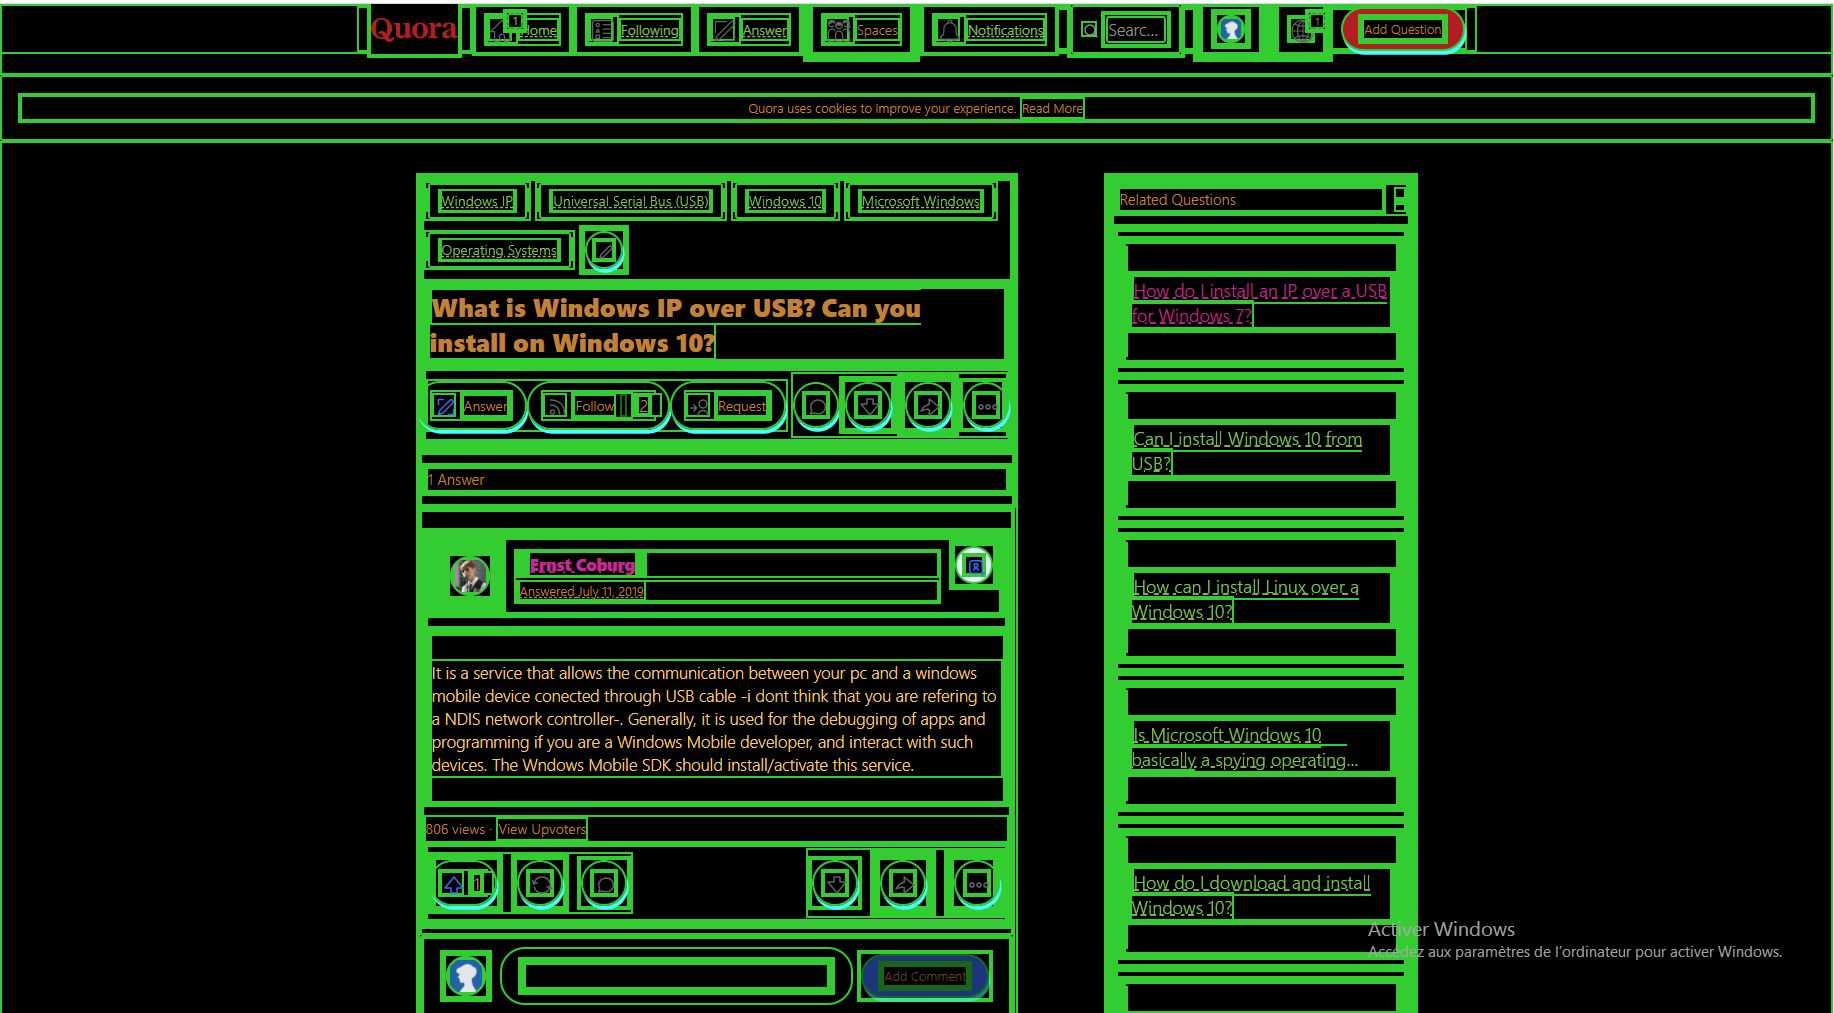 Quora
1
Home
Following
Answer
Spaces
Notifications
Searc...
1
Add Question
Quora uses cookies to improve your experience. Read More
Windows IP
Universal Serial Bus (USB)
Windows 10
Microsoft Windows
Operating Systems
What is Windows IP over USB? Can you
install on Windows 10?
Answer
Follow
2
Request
1 Answer
Ernst Coburg
Answered July 11, 2019
It is a service that allows the communication between your pc and a windows
mobile device conected through USB cable -i dont think that you are refering to
a NDIS network controller-. Generally, it is used for the debugging of apps and
programming if you are a Windows Mobile developer, and interact with such
devices. The Wndows Mobile SDK should install/activate this service.
806 views · View Upvoters
1
Add Comment
Related Questions
How do I install an IP over a USB
for Windows 7?
Can I install Windows 10 from
USB?
How can I install Linux over a
Windows 10?
Is Microsoft Windows 10
basically a spying operating...
How do I download and install
Windows 10?
Activer Windows
Accédez aux paramètres de l'ordinateur pour activer Windows.